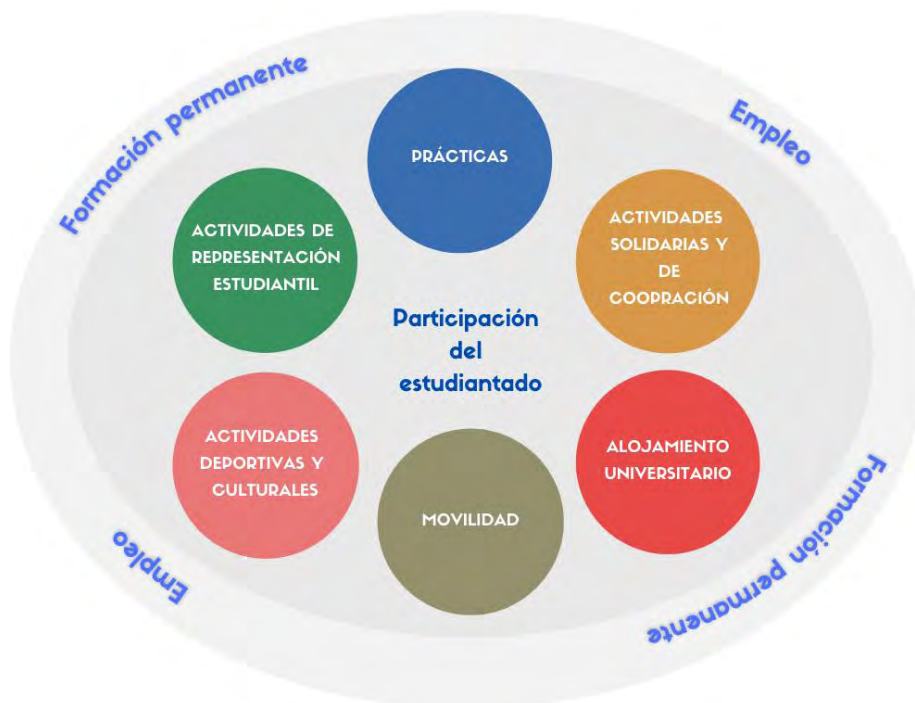 Formación permanente
Empleo
PRÁCTICAS
ACTIVIDADES DE
REPRESENTACIÓN
ESTUDIANTIL
ACTIVIDADES
SOLIDARIAS Y
DE
COOPRACIÓN
Participación
del
estudiantado
ACTIVIDADES
DEPORTIVAS Y
CULTURALES
MOVILIDAD
ALOJAMIENTO
UNIVERSITARIO
Empleo
Formación permanente